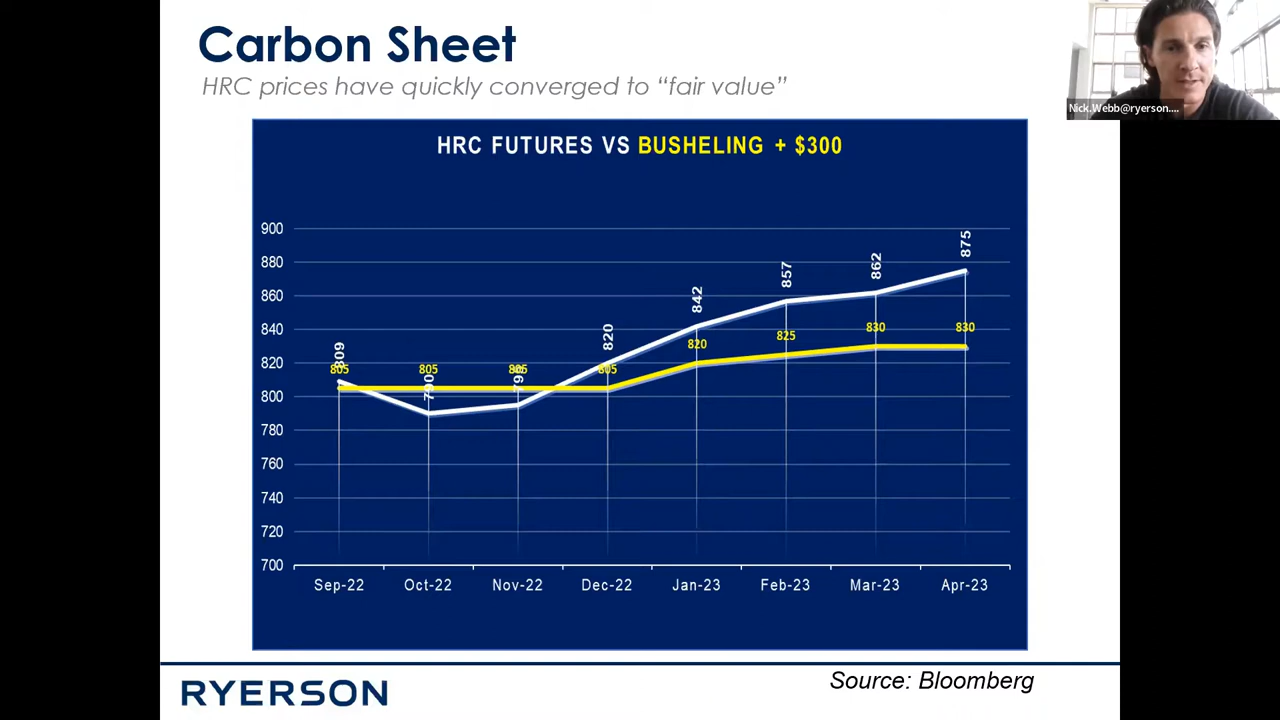 Carbon Sheet
HRC prices have quickly converged to “fair value”
Nick.Webb@ryerson....
HRC FUTURES VS BUSHELING + $300
900
880
860
840
820
800
780
760
740
720
700
809
790
820
842
857
862
875
805
805
805
805
820
825
830
830
Sep-22
Oct-22
Nov-22
Dec-22
Jan-23
Feb-23
Mar-23
Apr-23
RYERSON
Source: Bloomberg